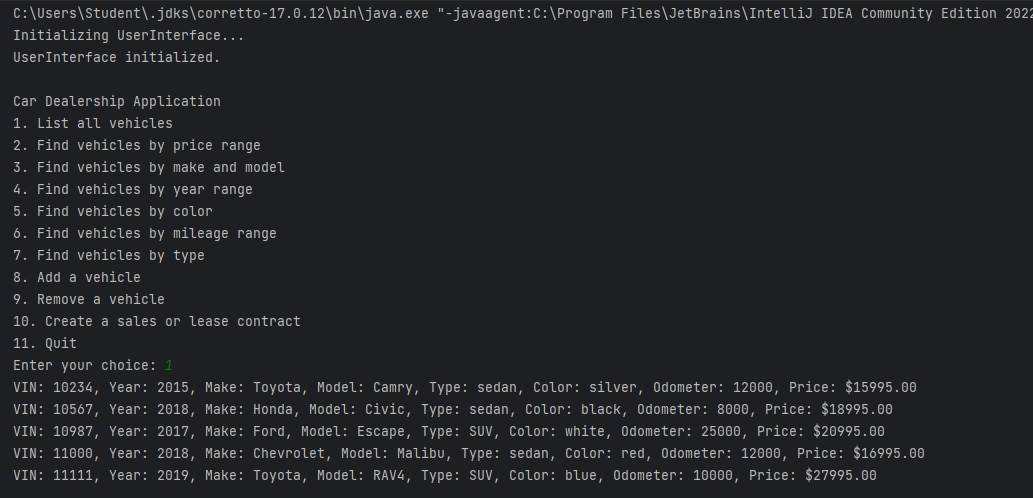 C:\Users\Student\.jdks\corretto-17.0.12\bin\java.exe "-javaagent:C:\Program Files\JetBrains\IntelliJ IDEA Community Edition 2022
Initializing UserInterface...
UserInterface initialized.
Car Dealership Application
1. List all vehicles
2. Find vehicles by price range
3. Find vehicles by make and model
4. Find vehicles by year range
5. Find vehicles by color
6. Find vehicles by mileage range
7. Find vehicles by type
8. Add a vehicle
9. Remove a vehicle
10. Create a sales or lease contract
11. Quit
Enter your choice: 1
VIN: 10234, Year: 2015, Make: Toyota, Model: Camry, Type: sedan, Color: silver, Odometer: 12000, Price: $15995.00
VIN: 10567, Year: 2018, Make: Honda, Model: Civic, Type: sedan, Color: black, Odometer: 8000, Price: $18995.00
VIN: 10987, Year: 2017, Make: Ford, Model: Escape, Type: SUV, Color: white, Odometer: 25000, Price: $20995.00
VIN: 11000, Year: 2018, Make: Chevrolet, Model: Malibu, Type: sedan, Color: red, Odometer: 12000, Price: $16995.00
VIN: 11111, Year: 2019, Make: Toyota, Model: RAV4, Type: SUV, Color: blue, Odometer: 10000, Price: $27995.00